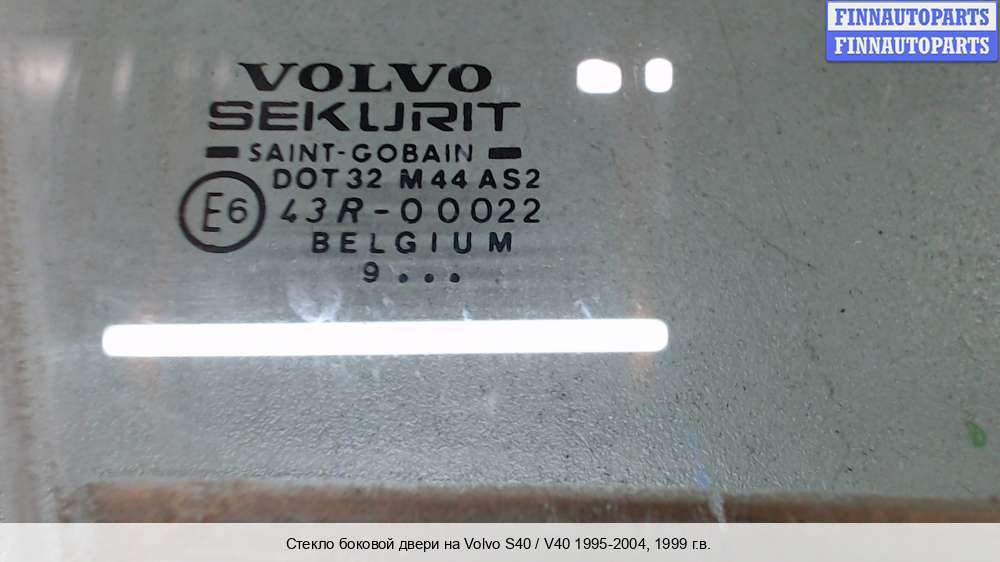 FINNAUTOPARTS
FINNAUTOPARTS
VOLVO
SEKURIT
SAINT-GOBAIN
DOT 32 M44 AS2
E6 43R-00022
BELGIUM
9...
Стекло боковой двери на Volvo S40 / V40 1995-2004, 1999 г.в.